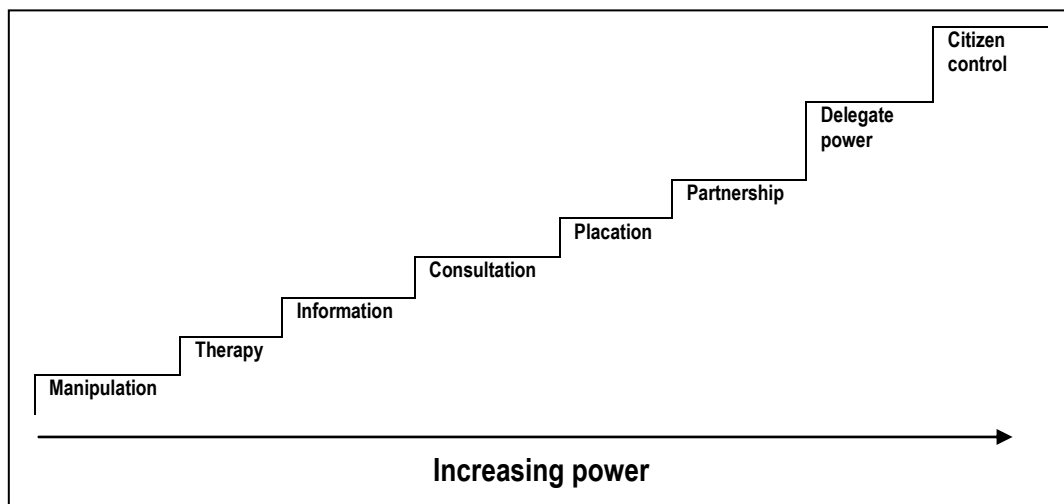 Citizen
control
Delegate
power
Partnership
Placation
Consultation
Information
Therapy
Manipulation
Increasing power